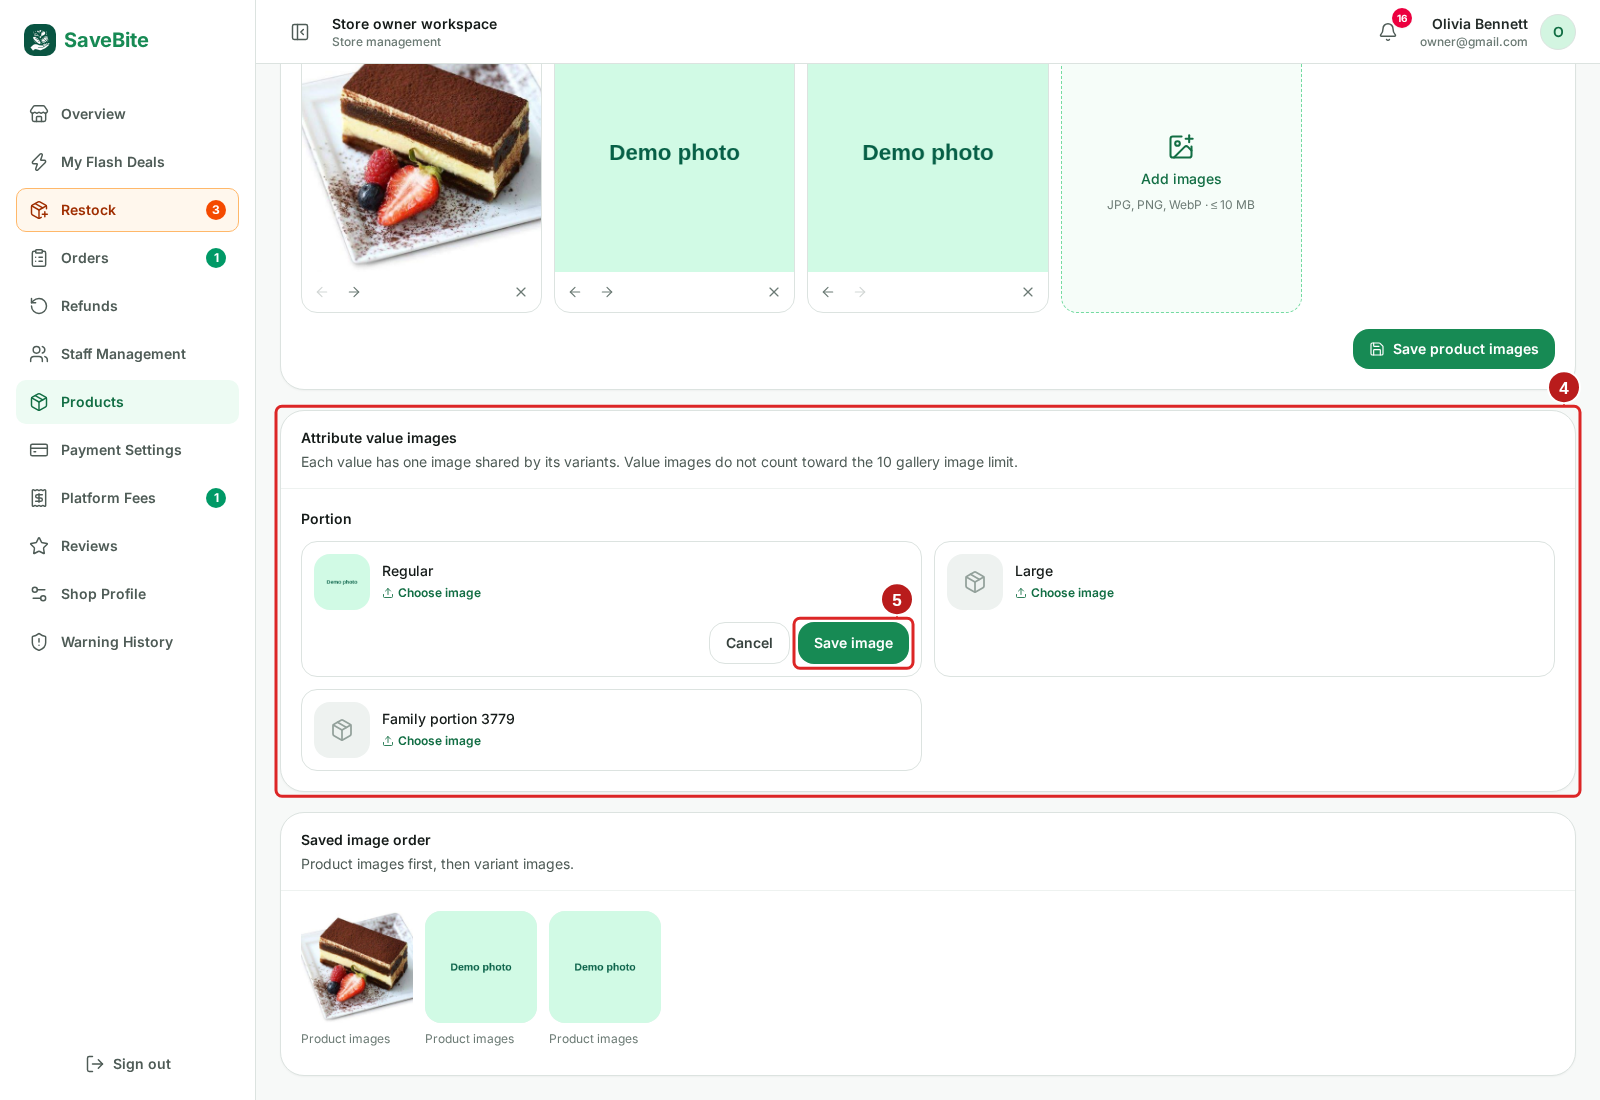 SaveBite
Store owner workspace
Store management
16
Olivia Bennett
owner@gmail.com
O
Overview
My Flash Deals
Restock
3
Orders
1
Refunds
Staff Management
Products
Payment Settings
Platform Fees
1
Reviews
Shop Profile
Warning History
Sign out
Demo photo
Demo photo
Add images
JPG, PNG, WebP · ≤ 10 MB
Save product images
4
Attribute value images
Each value has one image shared by its variants. Value images do not count toward the 10 gallery image limit.
Portion
Demo photo
Regular
Choose image
5
Cancel
Save image
Large
Choose image
Family portion 3779
Choose image
Saved image order
Product images first, then variant images.
Demo photo
Demo photo
Product images
Product images
Product images